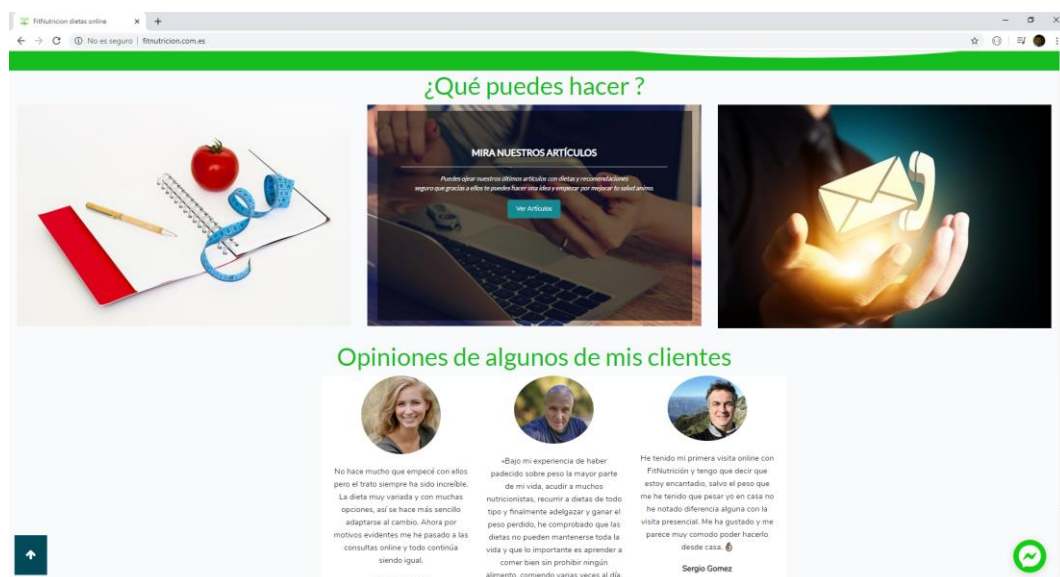 FitNutricion dietas online
No es seguro | fitnutricion.com.es
¿Qué puedes hacer ?
MIRA NUESTROS ARTÍCULOS
Puedes ojear nuestros últimos artículos con dietas y recomendaciones
seguro que gracias a ellos te puedes hacer una idea y empezar por mejorar tu salud animo.
Ver Artículos
Opiniones de algunos de mis clientes
No hace mucho que empecé con ellos
pero el trato siempre ha sido increíble.
La dieta muy variada y con muchas
opciones, así se hace más sencillo
adaptarse al cambio. Ahora por
motivos evidentes me he pasado a las
consultas online y todo continúa
siendo igual.
«Bajo mi experiencia de haber
padecido sobre peso la mayor parte
de mi vida, acudir a muchos
nutricionistas, recurrir a dietas de todo
tipo y finalmente adelgazar y ganar el
peso perdido, he comprobado que las
dietas no pueden mantenerse toda la
vida y que lo importante es aprender a
comer bien sin prohibir ningún
alimento, comiendo varias veces al día,
He tenido mi primera visita online con
FitNutrición y tengo que decir que
estoy encantadio, salvo el peso que
me he tenido que pesar yo en casa no
he notado diferencia alguna con la
visita presencial. Me ha gustado y me
parece muy comodo poder hacerlo
desde casa.
Sergio Gomez